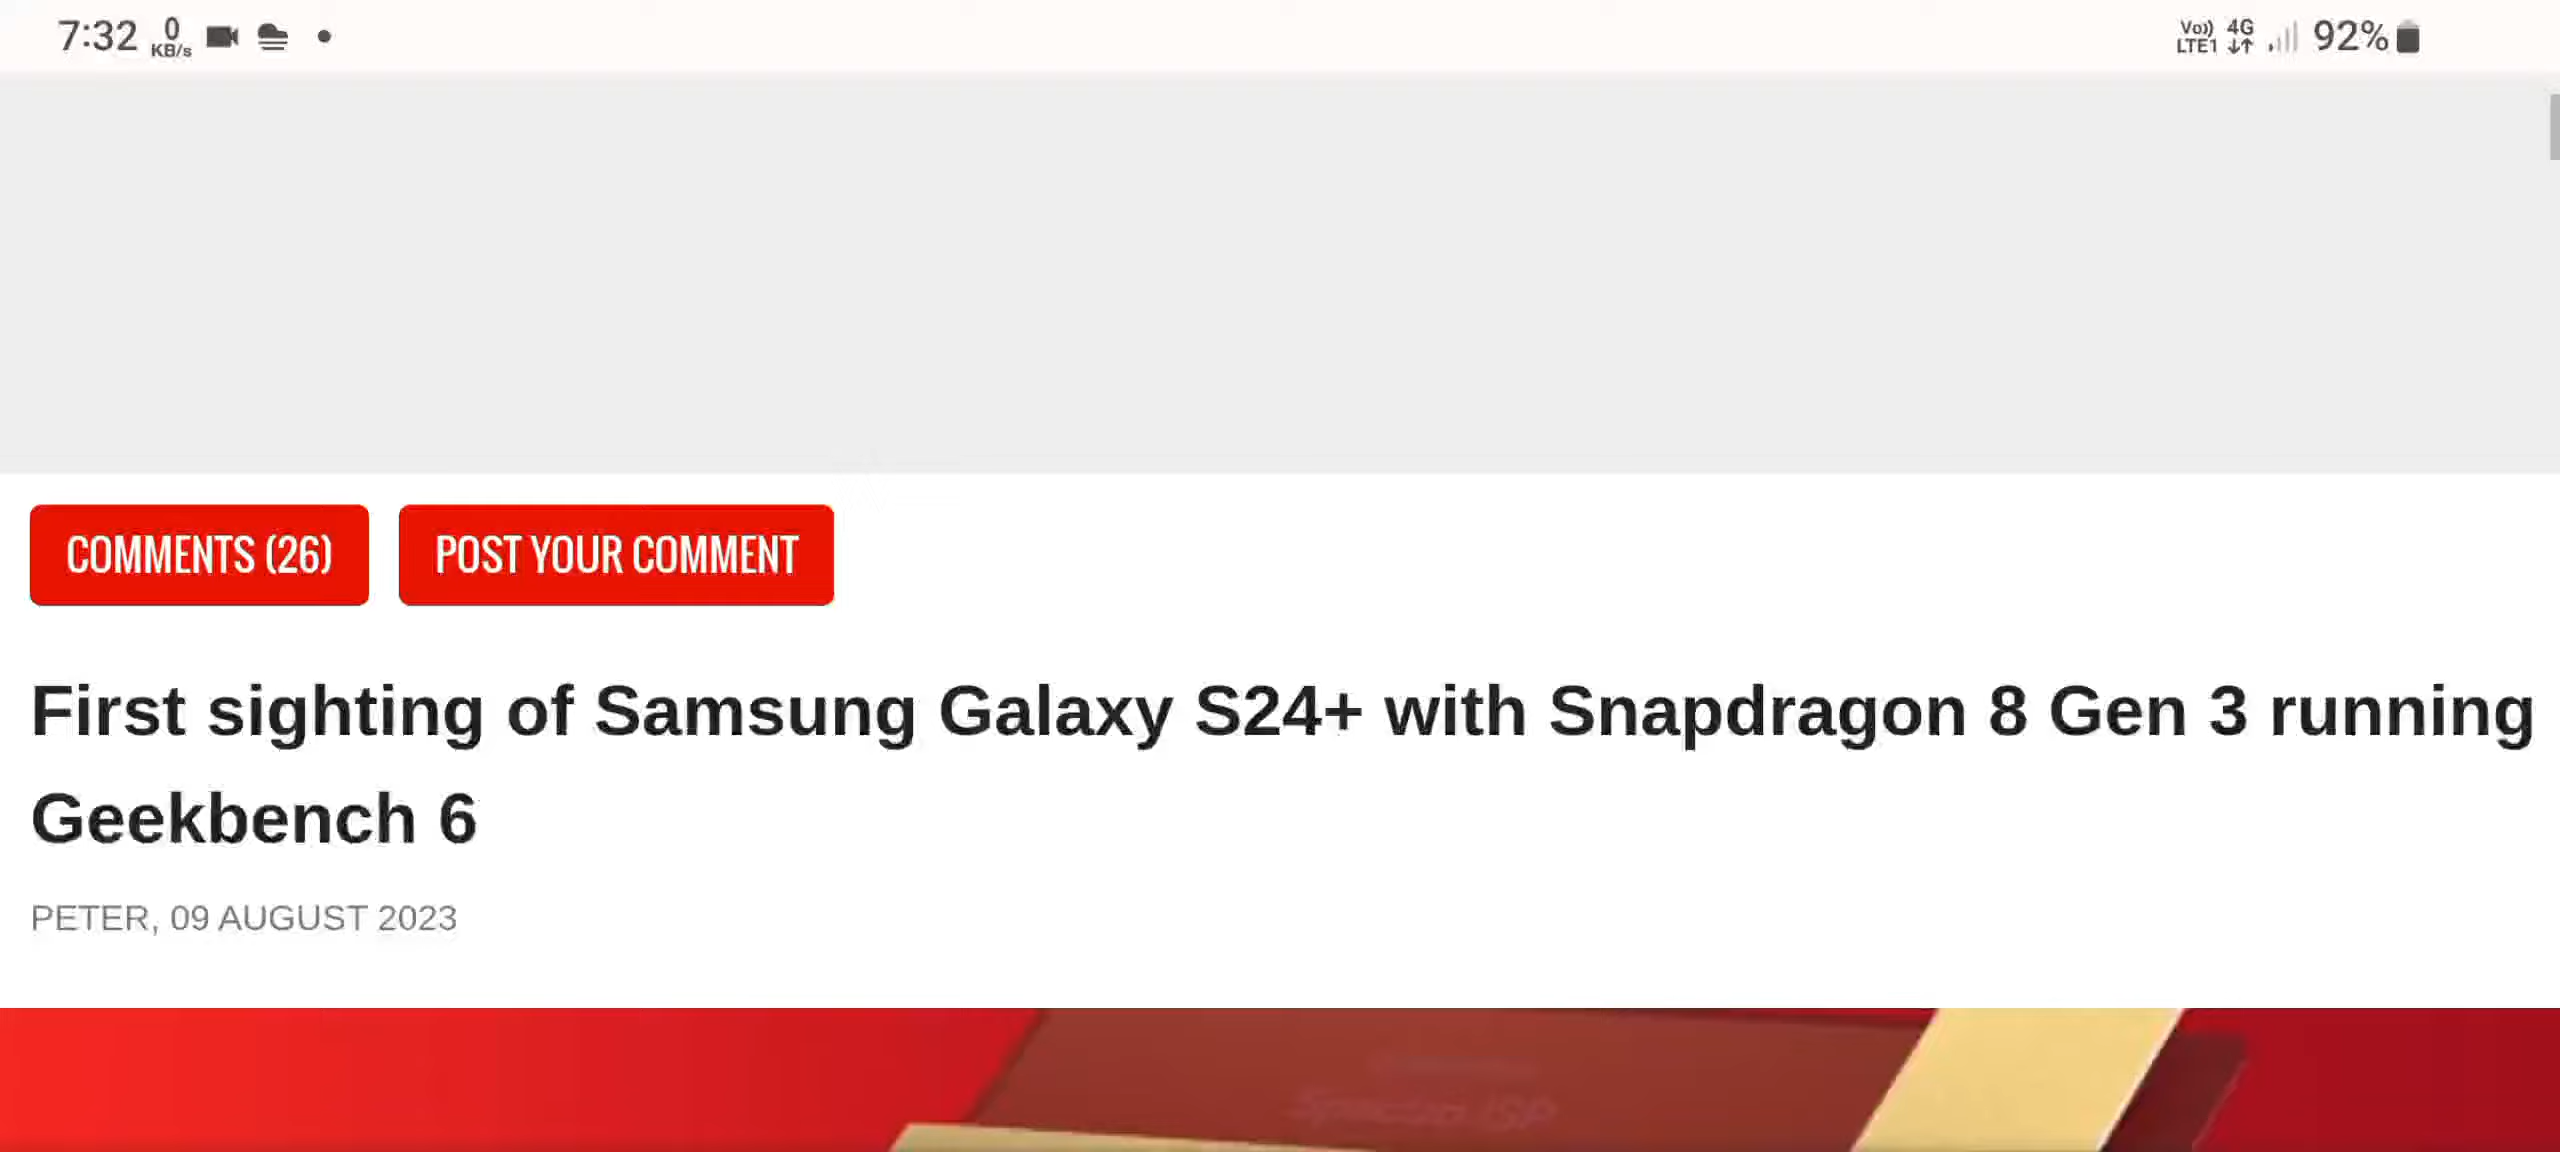 7:32 0 KB/s Vo)) LTE1 4G 92%
COMMENTS (26) POST YOUR COMMENT
First sighting of Samsung Galaxy S24+ with Snapdragon 8 Gen 3 running
Geekbench 6
PETER, 09 AUGUST 2023